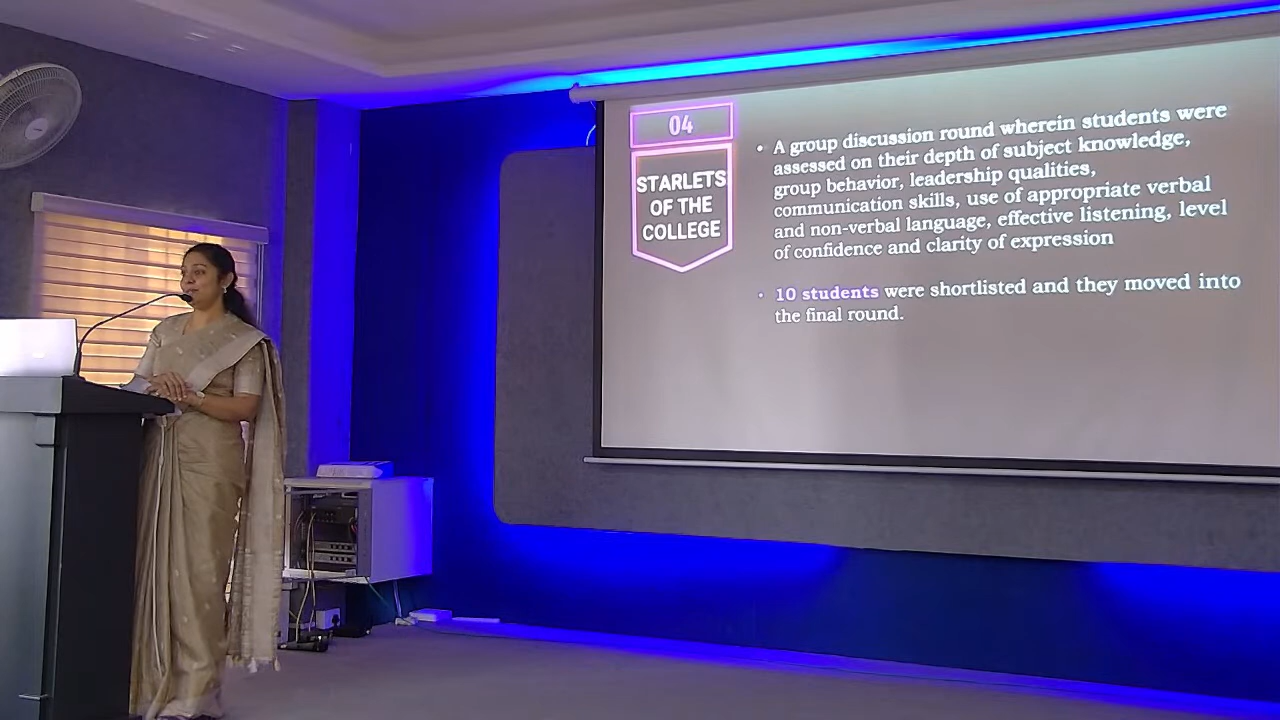 04
STARLETS
OF THE
COLLEGE
• A group discussion round wherein students were
assessed on their depth of subject knowledge,
group behavior, leadership qualities,
communication skills, use of appropriate verbal
and non-verbal language, effective listening, level
of confidence and clarity of expression
• 10 students were shortlisted and they moved into
the final round.